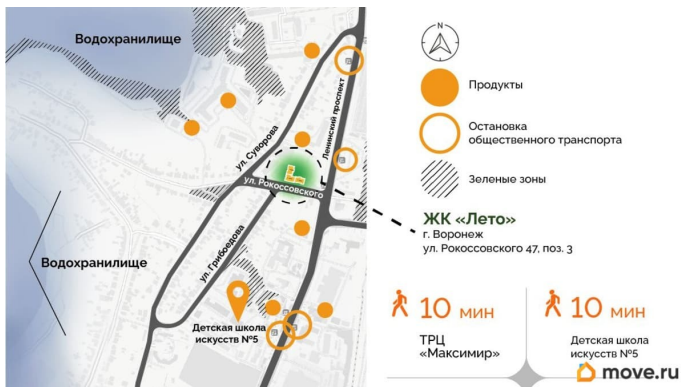 Водохранилище
ул. Суворова
Ленинский проспект
ул. Рокоссовского
ул. Грибоедова
Водохранилище
Детская школа
искусств №5
N
Продукты
Остановка
общественного транспорта
Зеленые зоны
ЖК «Лето»
г. Воронеж
ул. Рокоссовского 47, поз. 3
10 мин
ТРЦ
«Максимир»
10 мин
Детская школа
искусств №5
move.ru